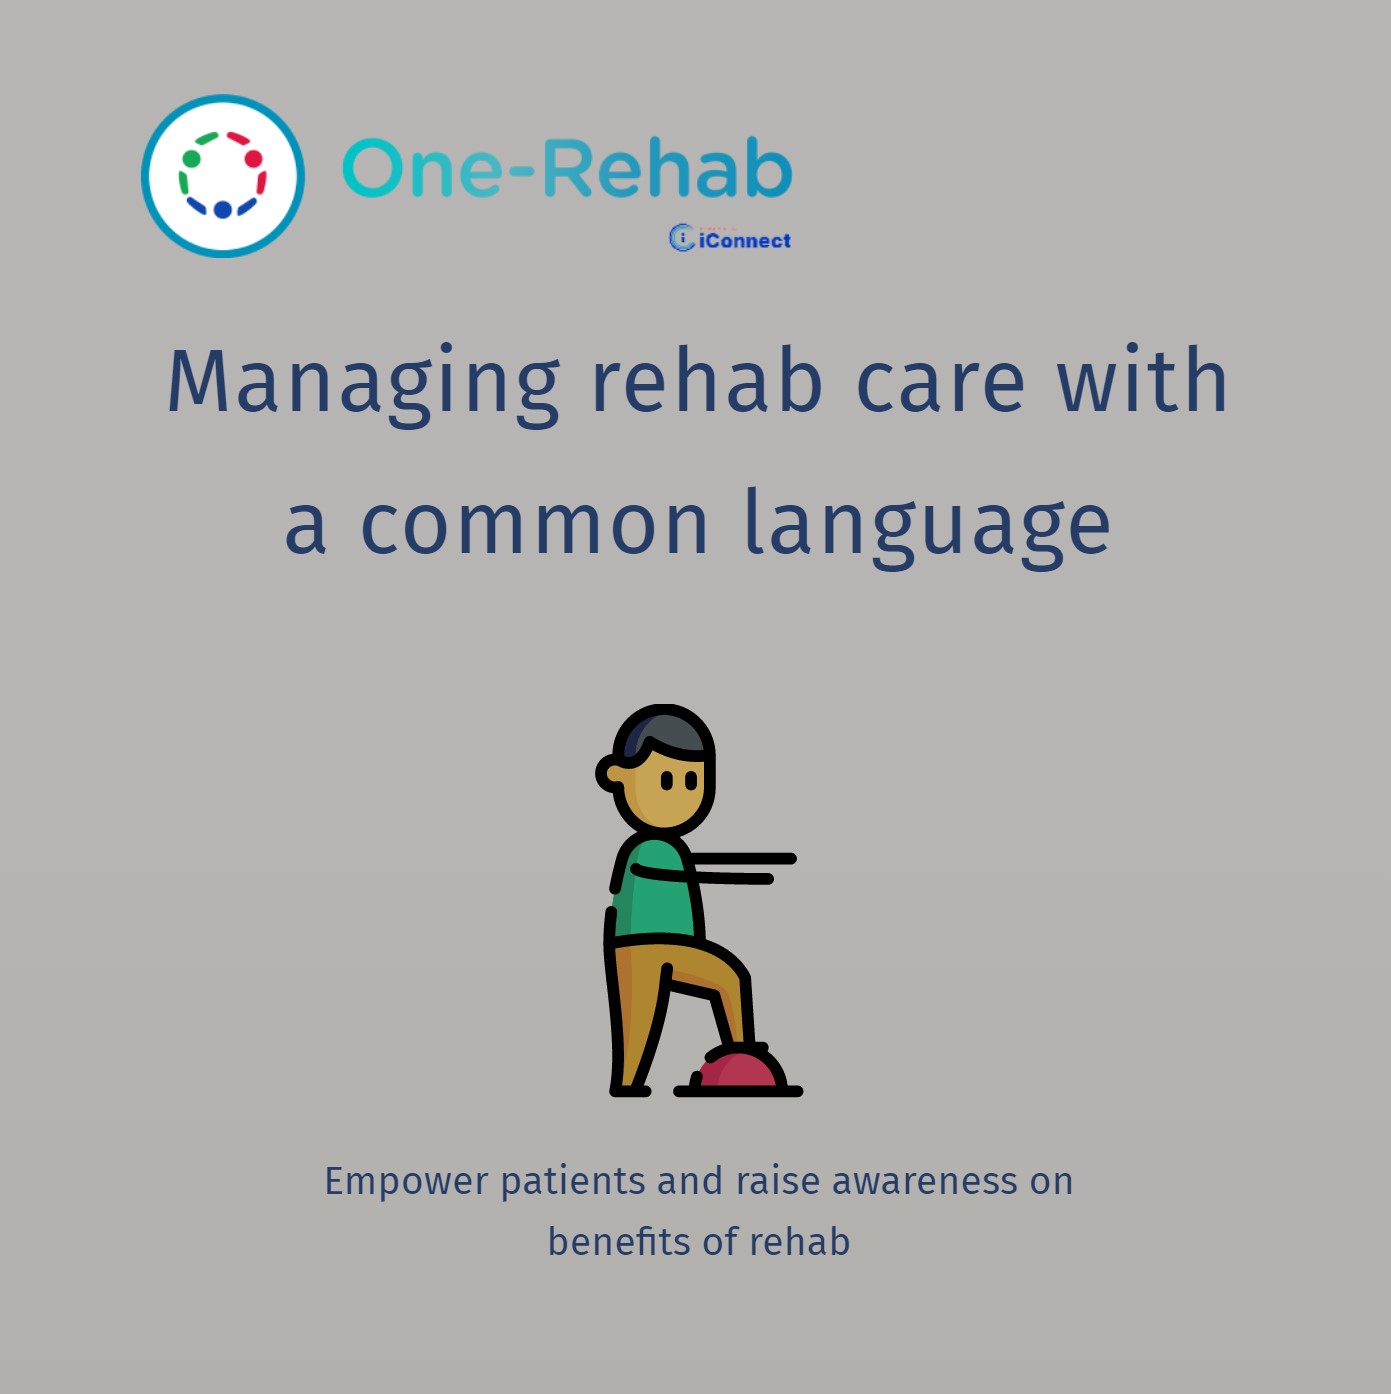 One-Rehab
iConnect
Managing rehab care with
a common language
Empower patients and raise awareness on
benefits of rehab